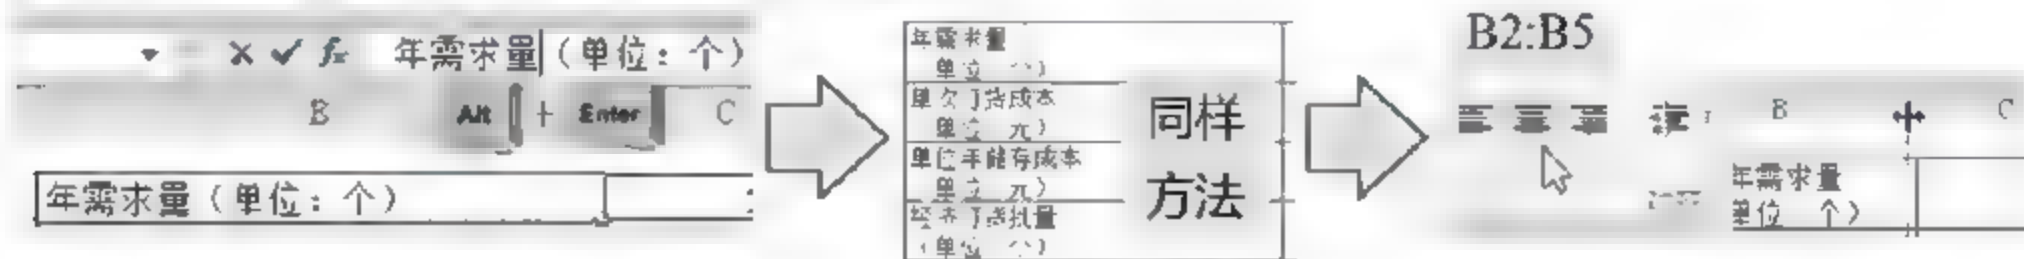 fx 年需求量（单位：个）
B Alt + Enter C
年需求量（单位：个）
年需求量
单位 个）
单次订货成本
单位 元）
单位年储存成本
单位 元）
经济订货批量
（单位 个）
同样
方法
B2:B5
B C
年需求量
单位 个）